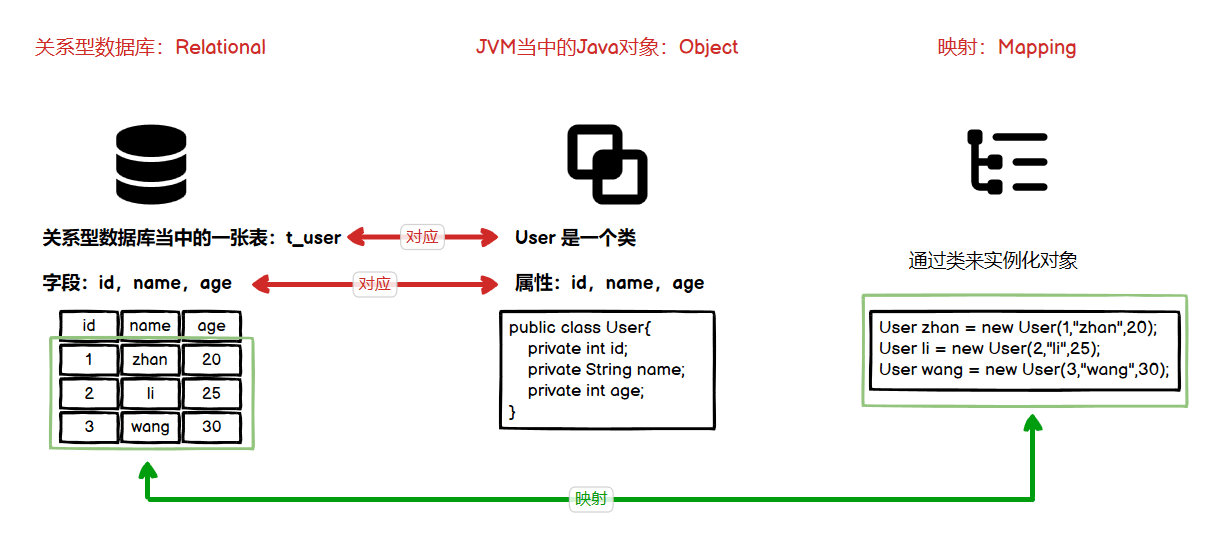 关系型数据库：Relational
JVM当中的Java对象：Object
映射：Mapping
关系型数据库当中的一张表：t_user
对应
User 是一个类
字段：id，name，age
对应
属性：id，name，age
通过类来实例化对象
id name age
1 zhan 20
2 li 25
3 wang 30
public class User{
private int id;
private String name;
private int age;
}
User zhan = new User(1,"zhan",20);
User li = new User(2,"li",25);
User wang = new User(3,"wang",30);
映射